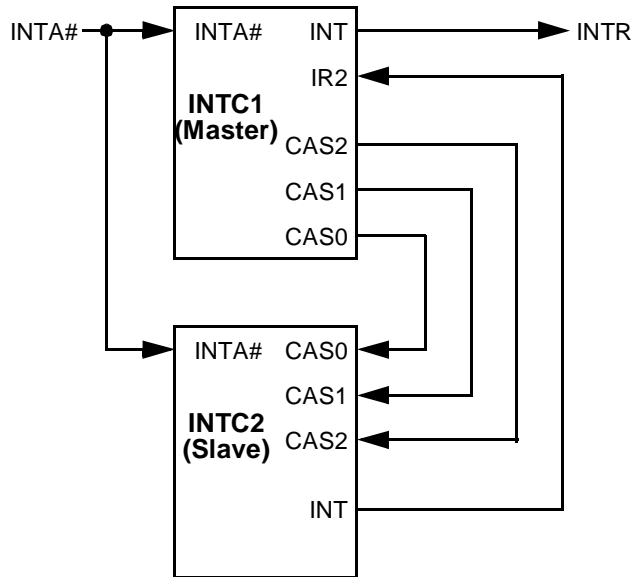 INTA#
INTA#
INT
INTR
IR2
INTC1
(Master)
CAS2
CAS1
CAS0
INTA#
CAS0
CAS1
INTC2
(Slave)
CAS2
INT